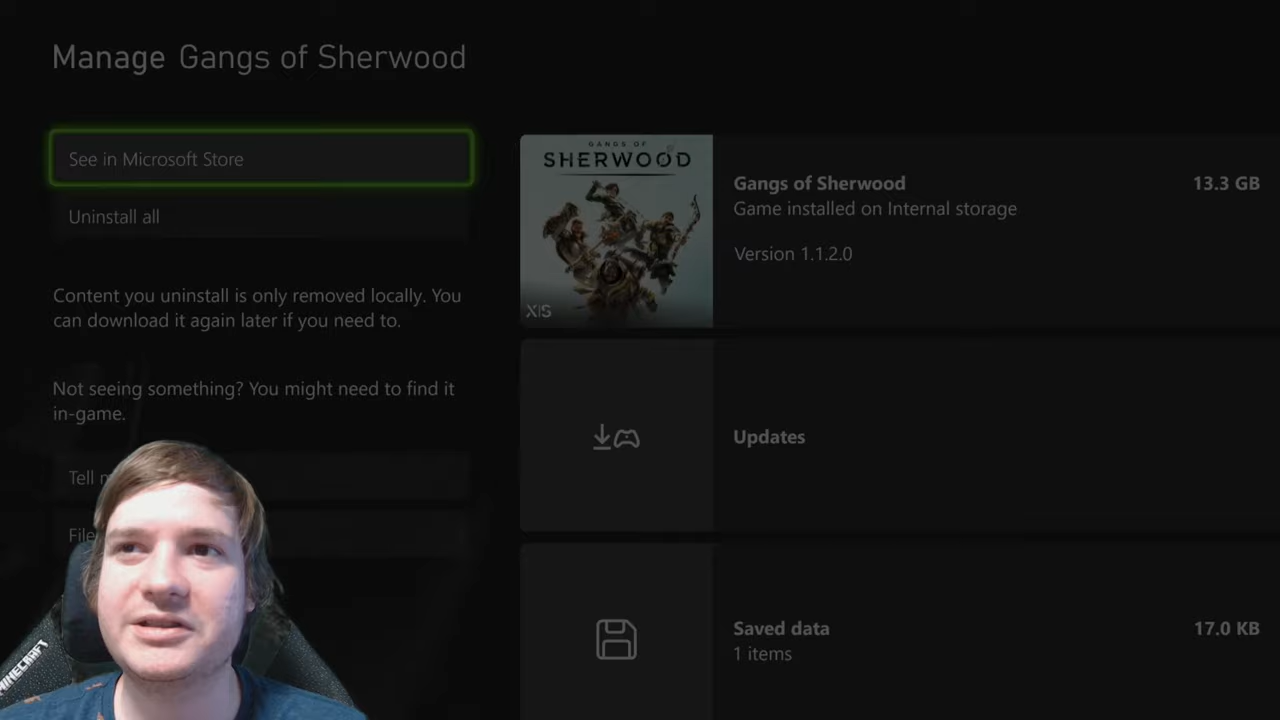 Manage Gangs of Sherwood
See in Microsoft Store
Uninstall all
Content you uninstall is only removed locally. You
can download it again later if you need to.
Not seeing something? You might need to find it
in-game.
Tell
File
GANGS OF
SHERWOOD
X|S
Gangs of Sherwood
13.3 GB
Game installed on Internal storage
Version 1.1.2.0
Updates
Saved data
17.0 KB
1 items
MINECRAFT